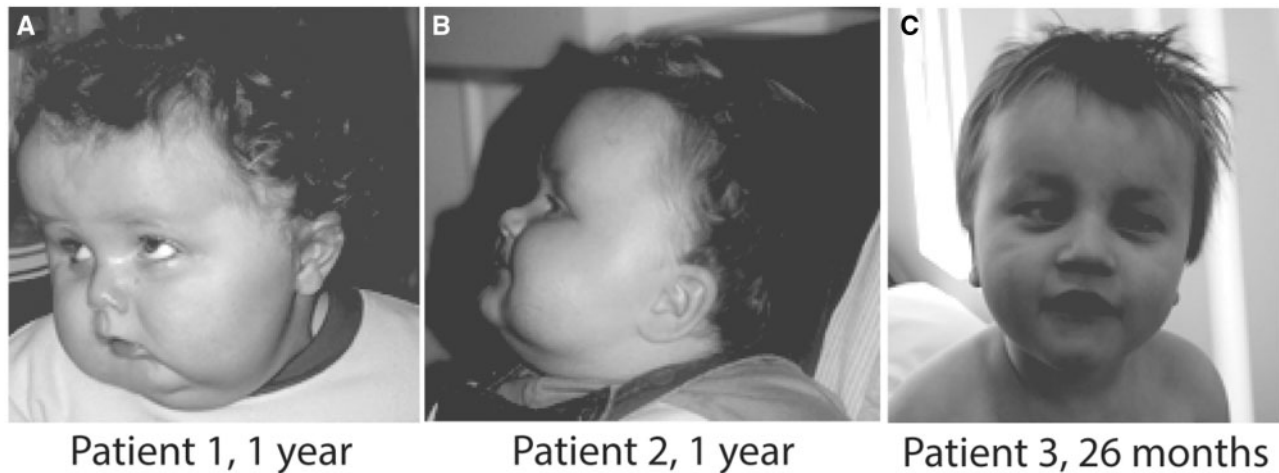 A
B
C
Patient 1, 1 year
Patient 2, 1 year
Patient 3, 26 months